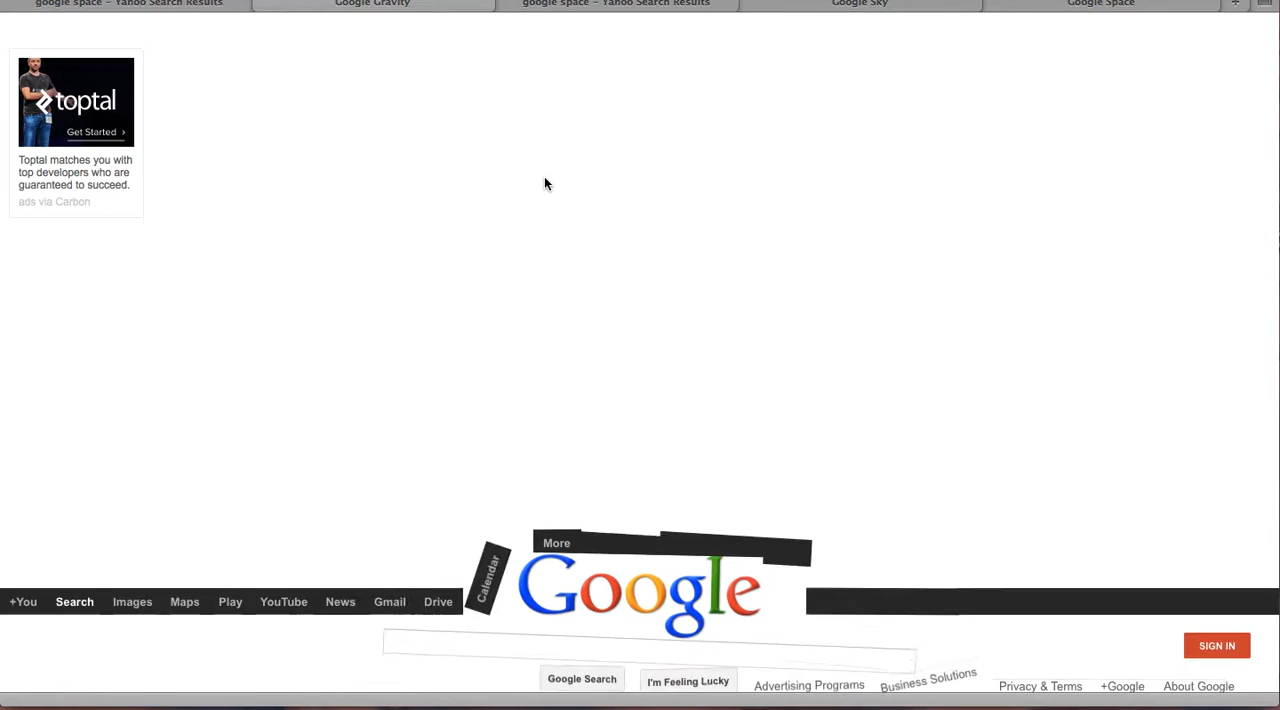 google space – Yahoo Search Results
Google Gravity
google space – Yahoo Search Results
Google Sky
Google Space
+
toptal
Get Started ›
Toptal matches you with
top developers who are
guaranteed to succeed.
ads via Carbon
More
Calendar
Google
+You Search Images Maps Play YouTube News Gmail Drive
SIGN IN
Google Search
I'm Feeling Lucky
Advertising Programs
Business Solutions
Privacy & Terms
+Google
About Google